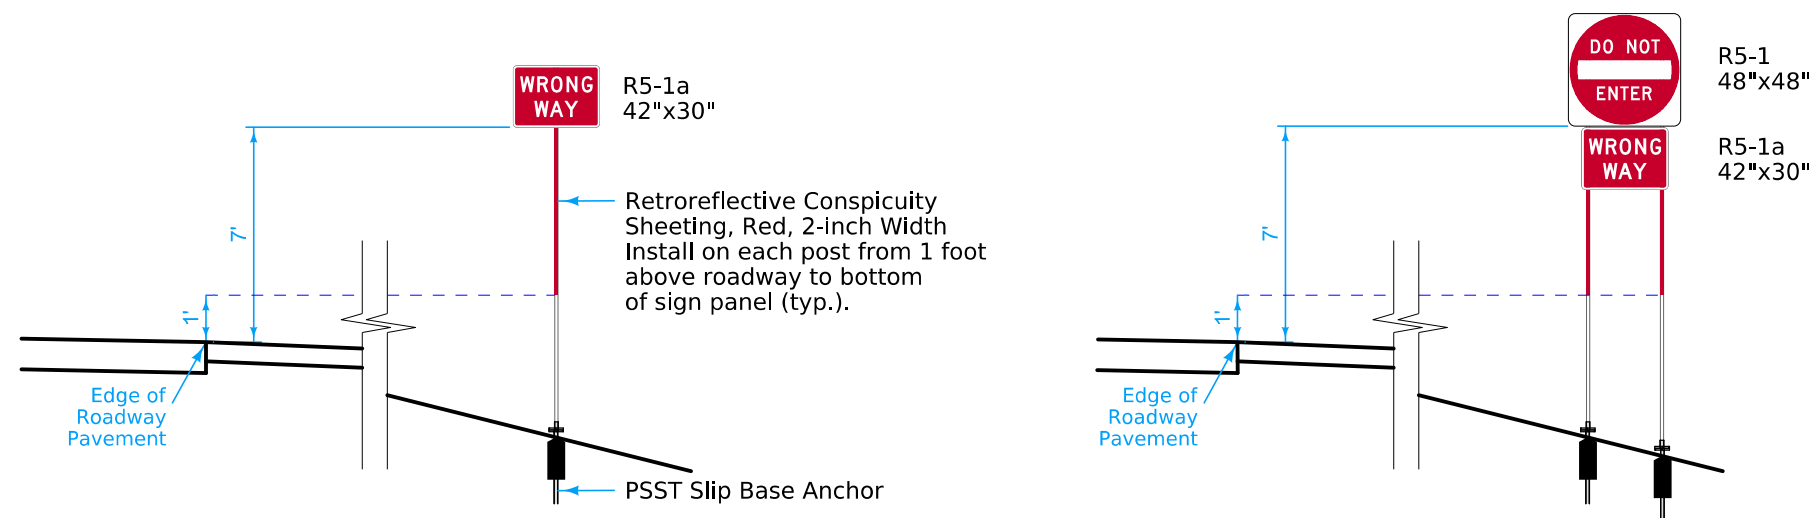 WRONG
WAY
R5-1a
42"x30"
7'
Retroreflective Conspicuity
Sheeting, Red, 2-inch Width
Install on each post from 1 foot
above roadway to bottom
of sign panel (typ.).
1'
Edge of
Roadway
Pavement
PSST Slip Base Anchor
DO NOT
ENTER
R5-1
48"x48"
WRONG
WAY
R5-1a
42"x30"
7'
1'
Edge of
Roadway
Pavement